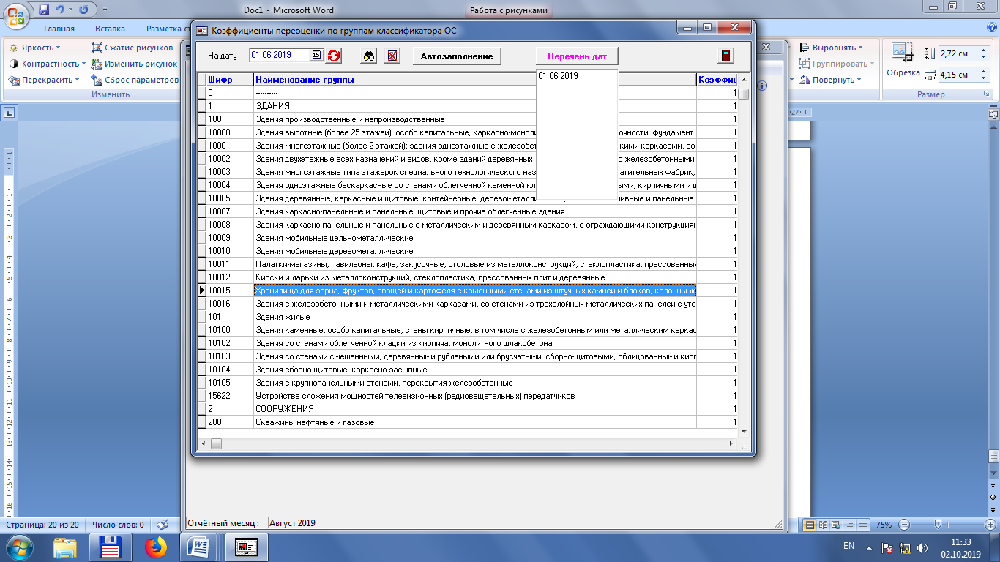 Doc1 - Microsoft Word
Работа с рисунками
Главная
Вставка
Разметка ст
Яркость
Контрастность
Перекрасить
Сжатие рисунков
Изменить рисунок
Сброс параметров
Изменить
Выровнять
Группировать
Повернуть
Обрезка
2,72 см
4,15 см
Размер
Коэффициенты переоценки по группам классификатора ОС
На дату
01.06.2019
15
Автозаполнение
Перечень дат
01.06.2019
Шифр Наименование группы Коэффиц
0 ---------- 1
1 ЗДАНИЯ 1
100 Здания производственные и непроизводственные 1
10000 Здания высотные (более 25 этажей), особо капитальные, каркасно-моноли очности, фундамент 1
10001 Здания многоэтажные (более 2 этажей); здания одноэтажные с железобет скими каркасами, со 1
10002 Здания двухэтажные всех назначений и видов, кроме зданий деревянных; с железобетонными 1
10003 Здания многоэтажные типа этажерок специального технологического наз татительных фабрик, 1
10004 Здания одноэтажные бескаркасные со стенами облегченной каменной кл ными, кирпичными и д 1
10005 Здания деревянные, каркасные и щитовые, контейнерные, деревометаллические, каркасно-обшивные и панельные 1
10007 Здания каркасно-панельные и панельные, щитовые и прочие облегченные здания 1
10008 Здания каркасно-панельные и панельные с металлическим и деревянным каркасом, с ограждающими конструкциям 1
10009 Здания мобильные цельнометаллические 1
10010 Здания мобильные деревометаллические 1
10011 Палатки-магазины, павильоны, кафе, закусочные, столовые из металоконструкций, стеклопластика, прессованных 1
10012 Киоски и ларьки из металлоконструкций, стеклопластика, прессованных плит и деревянные 1
10015 Хранилища для зерна, фруктов, овощей и картофеля с каменными стенами из штучных камней и блоков, колонны ж 1
10016 Здания с железобетонными и металлическими каркасами, со стенами из трехслойных металлических панелей с уте 1
101 Здания жилые 1
10100 Здания каменные, особо капитальные, стены кирпичные, в том числе с железобетонным или металлическим каркас 1
10102 Здания со стенами облегченной кладки из кирпича, монолитного шлакобетона 1
10103 Здания со стенами смешанными, деревянными рублеными или брусчатыми, сборно-щитовыми, облицованными кирп 1
10104 Здания сборно-щитовые, каркасно-засыпные 1
10105 Здания с крупнопанельными стенами, перекрытия железобетонные 1
15622 Устройства сложения мощностей телевизионных (радиовещательных) передатчиков 1
2 СООРУЖЕНИЯ 1
200 Скважины нефтяные и газовые 1
Отчётный месяц : Август 2019
Страница: 20 из 20
Число слов: 0
75%
EN
11:33
02.10.2019